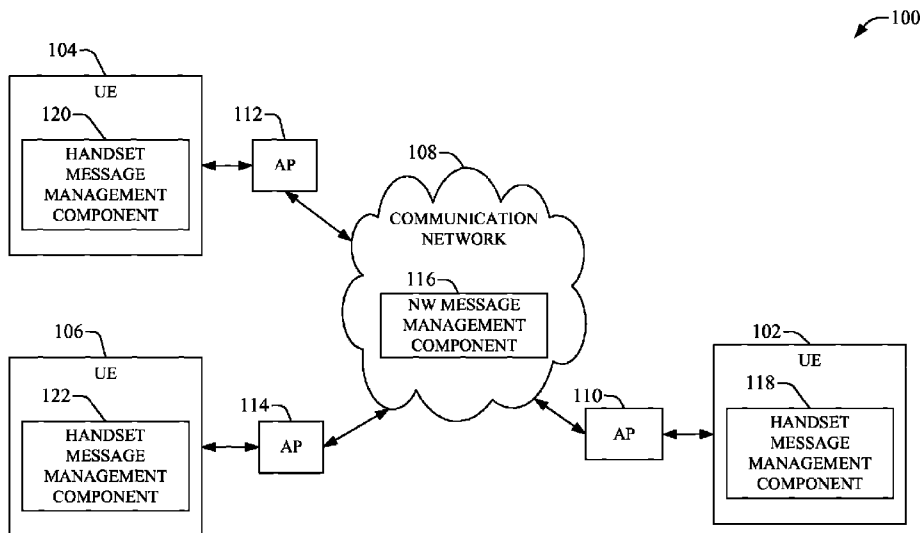 100
104
UE
120
HANDSET
MESSAGE
MANAGEMENT
COMPONENT
112
AP
108
COMMUNICATION
NETWORK
116
NW MESSAGE
MANAGEMENT
COMPONENT
106
UE
122
HANDSET
MESSAGE
MANAGEMENT
COMPONENT
114
AP
110
AP
102
UE
118
HANDSET
MESSAGE
MANAGEMENT
COMPONENT